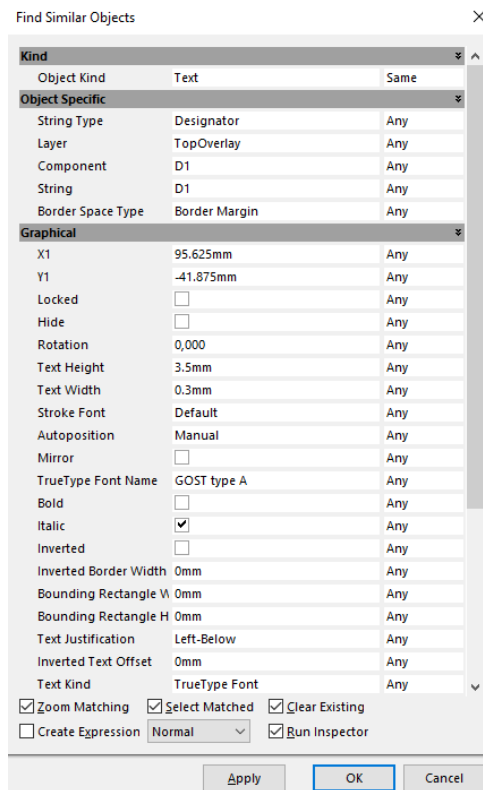 Find Similar Objects
Kind
Object Kind Text Same
Object Specific
String Type Designator Any
Layer TopOverlay Any
Component D1 Any
String D1 Any
Border Space Type Border Margin Any
Graphical
X1 95.625mm Any
Y1 -41.875mm Any
Locked Any
Hide Any
Rotation 0,000 Any
Text Height 3.5mm Any
Text Width 0.3mm Any
Stroke Font Default Any
Autoposition Manual Any
Mirror Any
TrueType Font Name GOST type A Any
Bold Any
Italic Any
Inverted Any
Inverted Border Width 0mm Any
Bounding Rectangle W 0mm Any
Bounding Rectangle H 0mm Any
Text Justification Left-Below Any
Inverted Text Offset 0mm Any
Text Kind TrueType Font Any
Zoom Matching Select Matched Clear Existing
Create Expression Normal Run Inspector
Apply OK Cancel